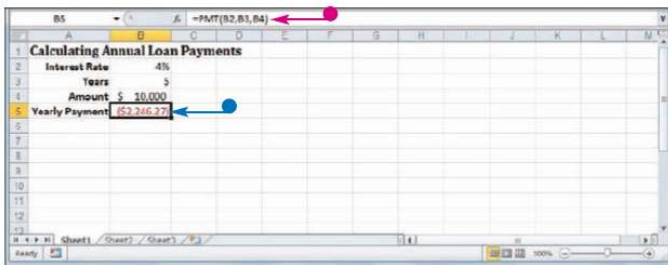 B5 fx =PMT(B2,B3,B4)
A B C D E F G H I J K L M
1 Calculating Annual Loan Payments
2 Interest Rate 4%
3 Years 5
4 Amount $ 10,000
5 Yearly Payment ($2,246.27)
6
7
8
9
10
11
12
13
Sheet1 Sheet2 Sheet3
Ready 100%